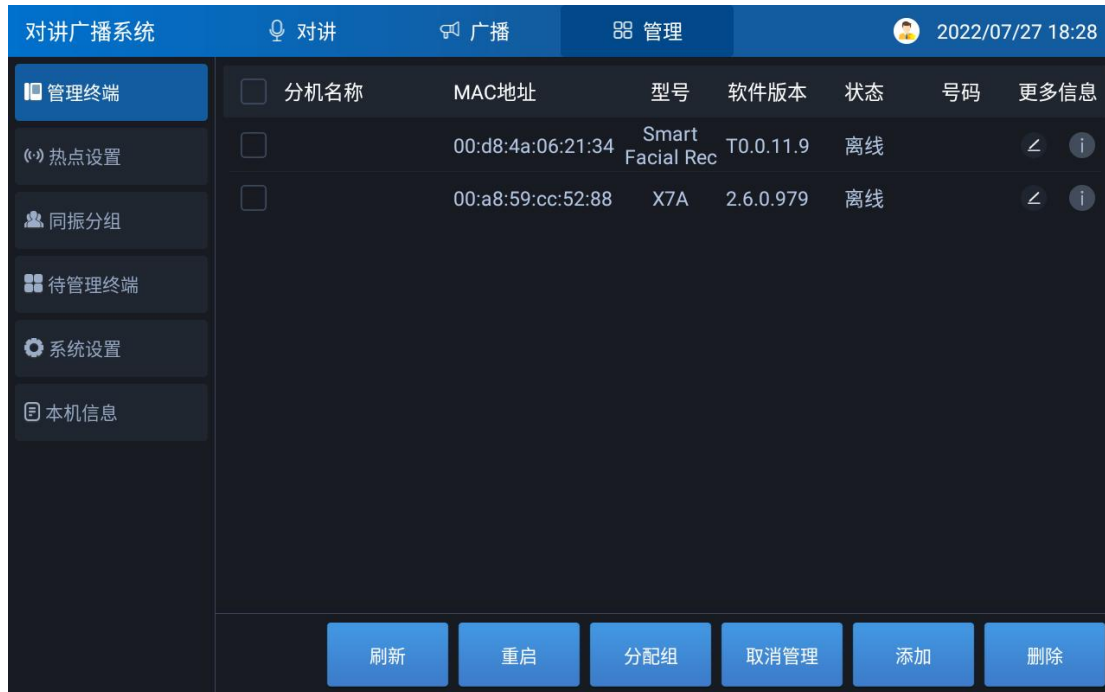 对讲广播系统 对讲 广播 管理 2022/07/27 18:28
管理终端
热点设置
同振分组
待管理终端
系统设置
本机信息
分机名称 MAC地址 型号 软件版本 状态 号码 更多信息
00:d8:4a:06:21:34 Smart Facial Rec T0.0.11.9 离线
00:a8:59:cc:52:88 X7A 2.6.0.979 离线
刷新 重启 分配组 取消管理 添加 删除